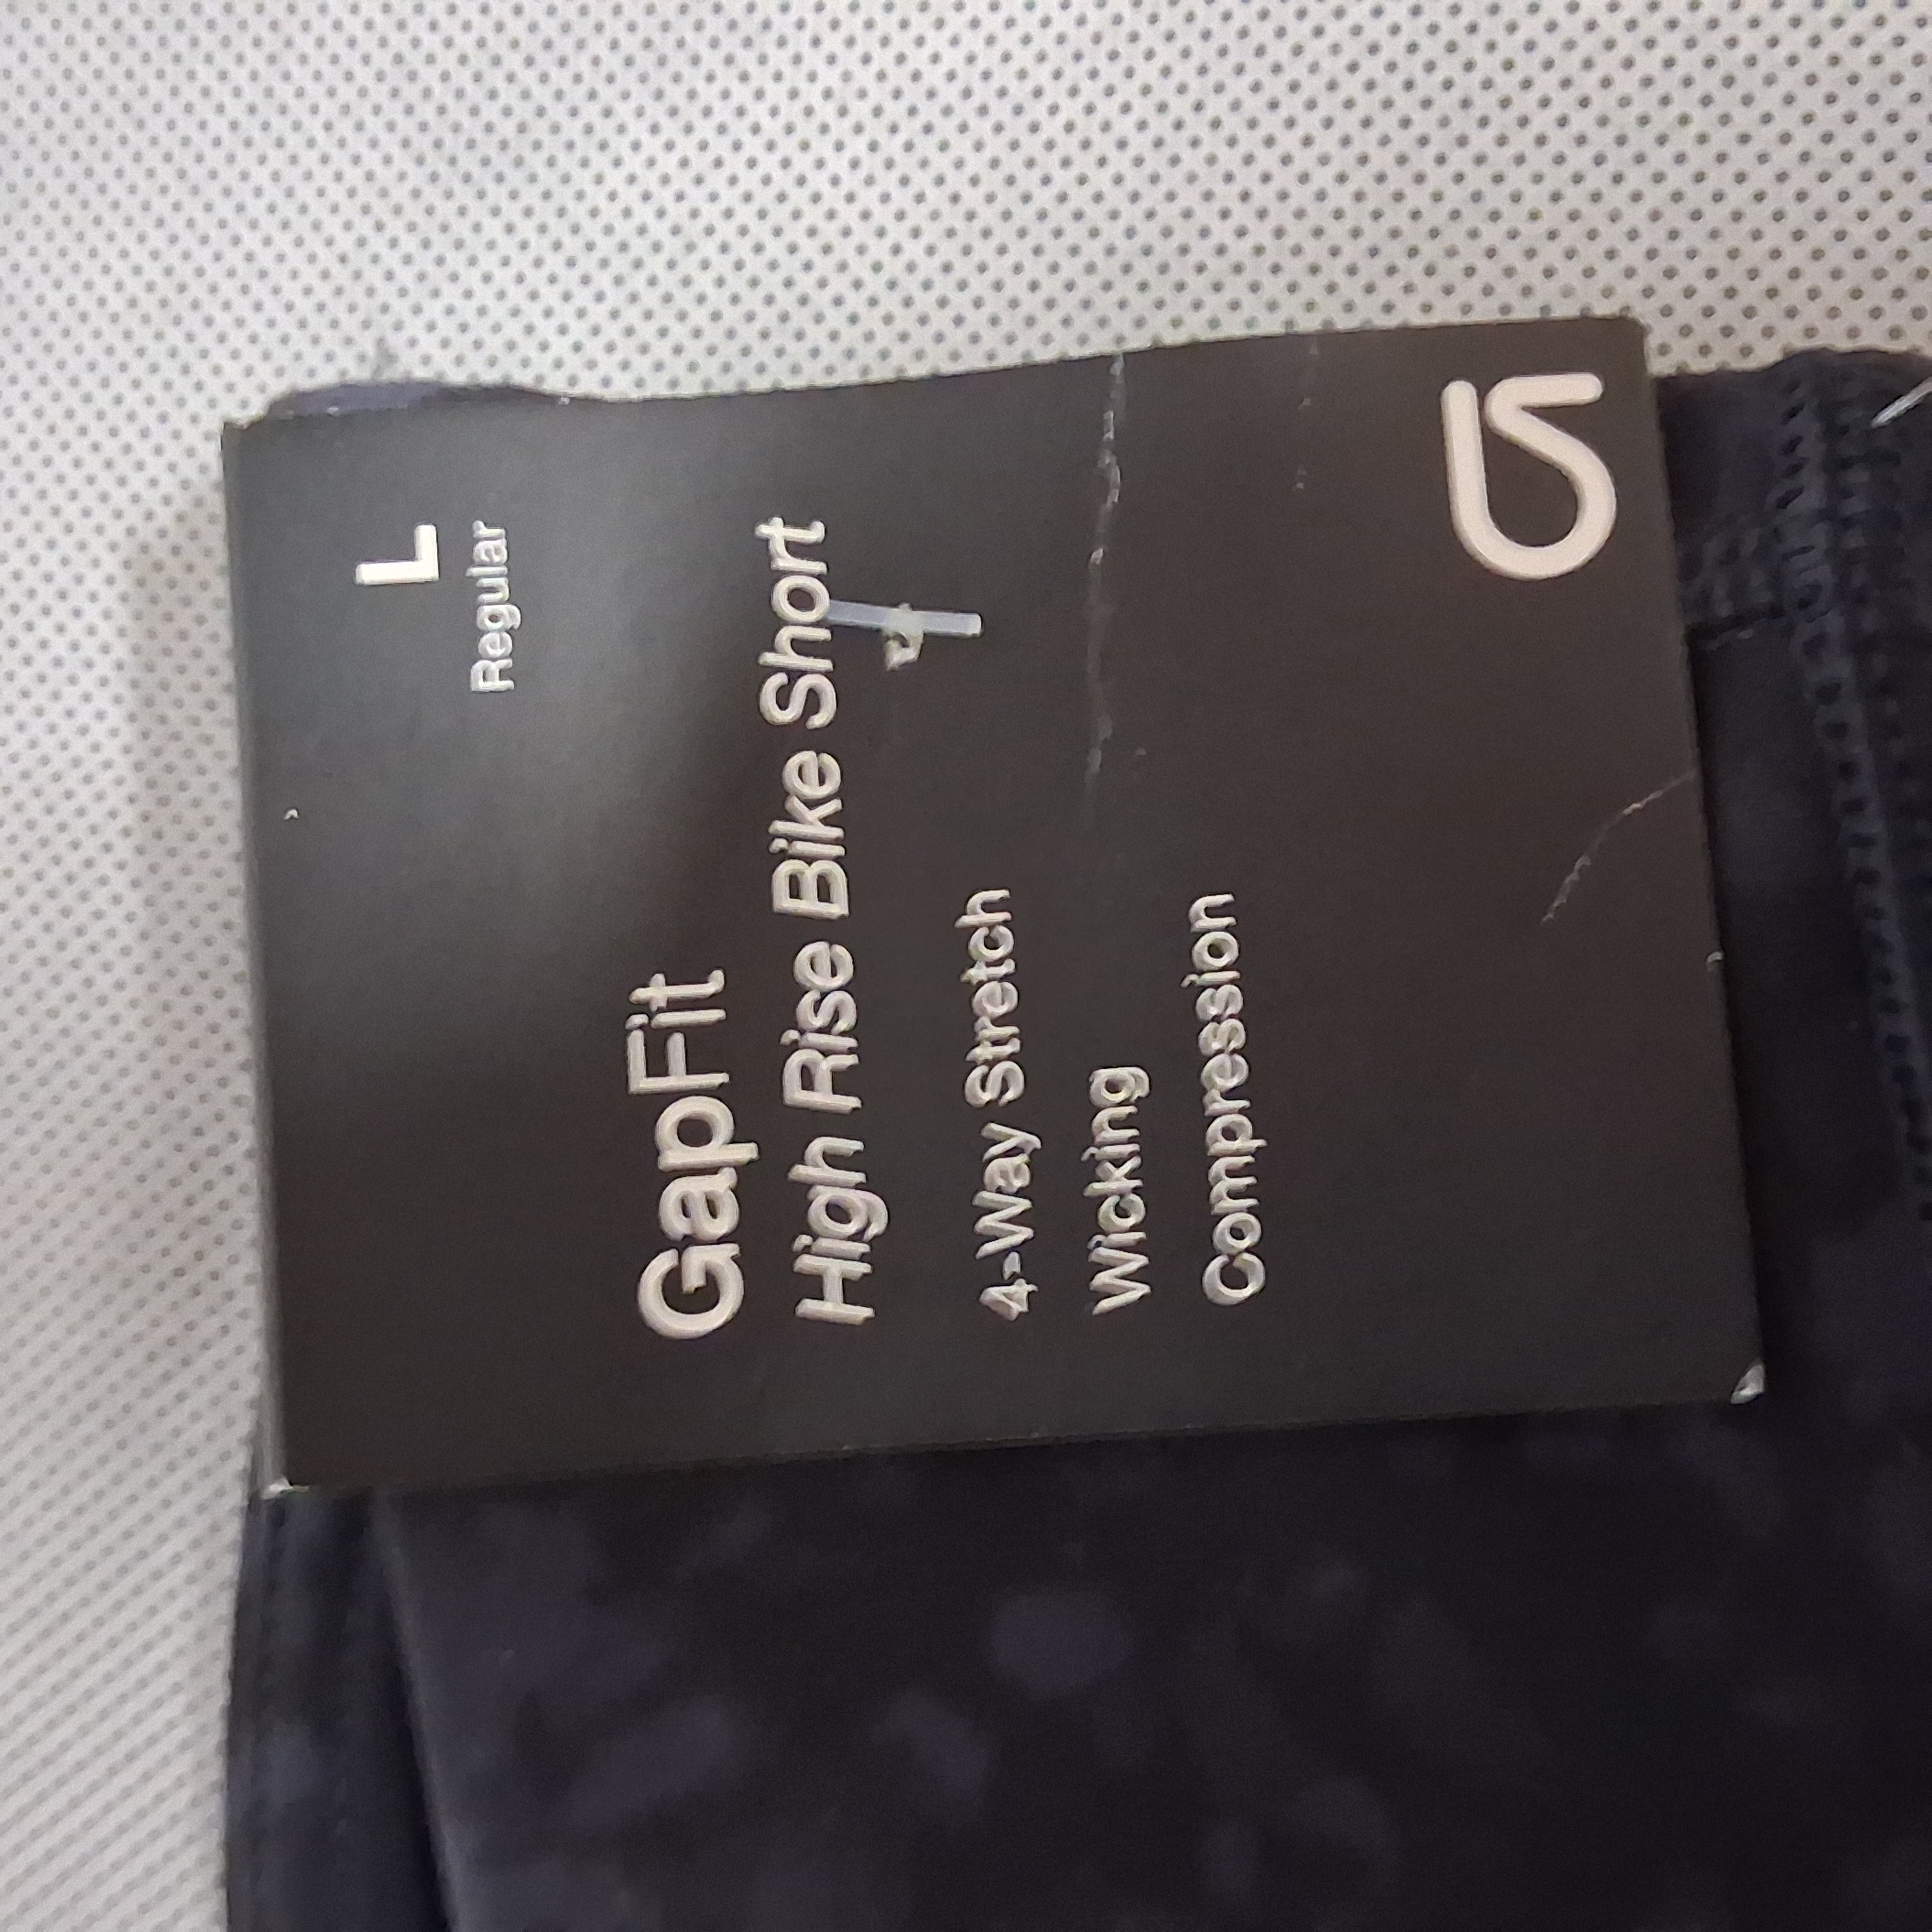 L
Regular
GapFit
High Rise Bike Short
4-Way Stretch
Wicking
Compression